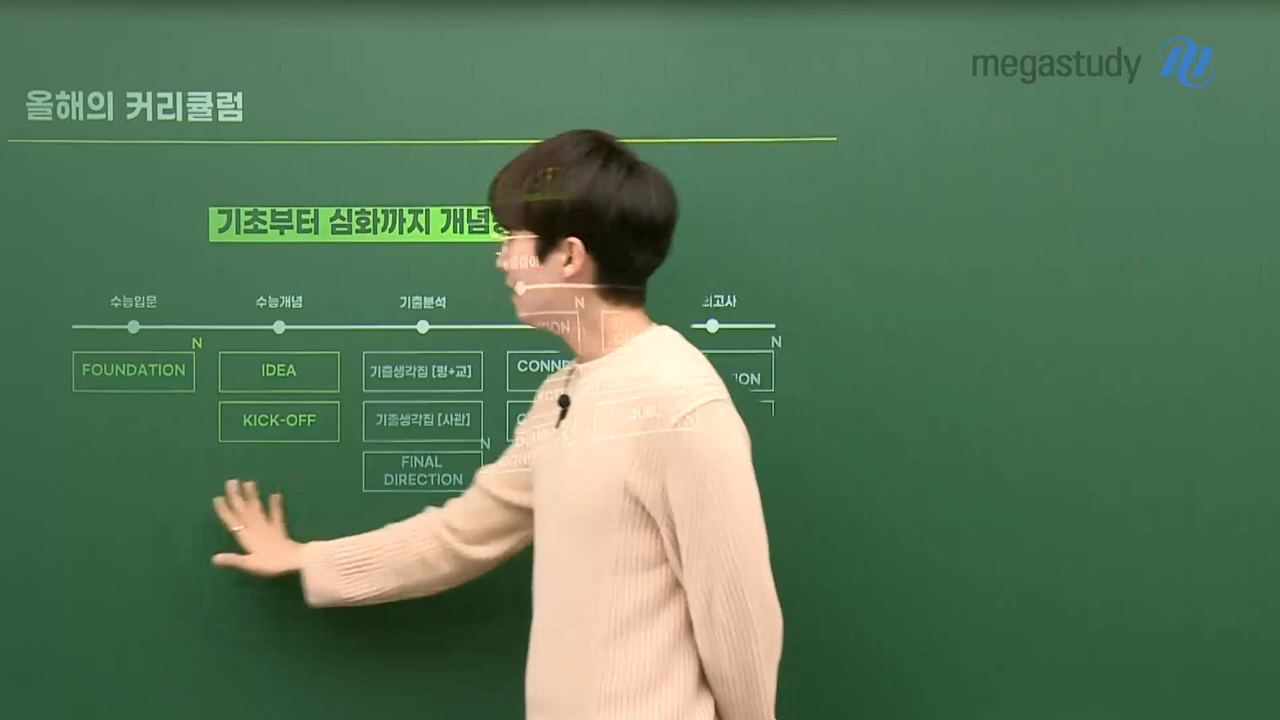 megastudy
올해의 커리큘럼
기초부터 심화까지 개념
수능입문
수능개념
기출분석
FOUNDATION
N
IDEA
KICK-OFF
기출생각집 [평+교]
기출생각집 [사관]
N
FINAL
DIRECTION
N
GURU
N